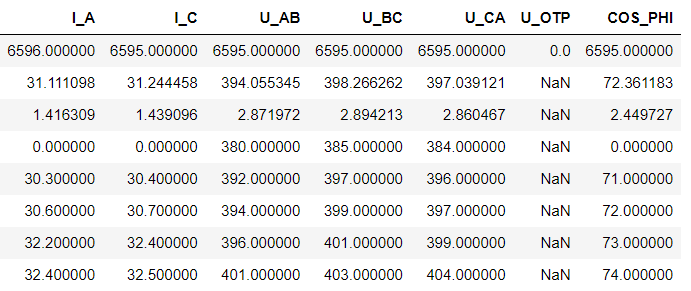 I_A I_C U_AB U_BC U_CA U_OTP COS_PHI
6596.000000 6595.000000 6595.000000 6595.000000 6595.000000 0.0 6595.000000
31.111098 31.244458 394.055345 398.266262 397.039121 NaN 72.361183
1.416309 1.439096 2.871972 2.894213 2.860467 NaN 2.449727
0.000000 0.000000 380.000000 385.000000 384.000000 NaN 0.000000
30.300000 30.400000 392.000000 397.000000 396.000000 NaN 71.000000
30.600000 30.700000 394.000000 399.000000 397.000000 NaN 72.000000
32.200000 32.400000 396.000000 401.000000 399.000000 NaN 73.000000
32.400000 32.500000 401.000000 403.000000 404.000000 NaN 74.000000